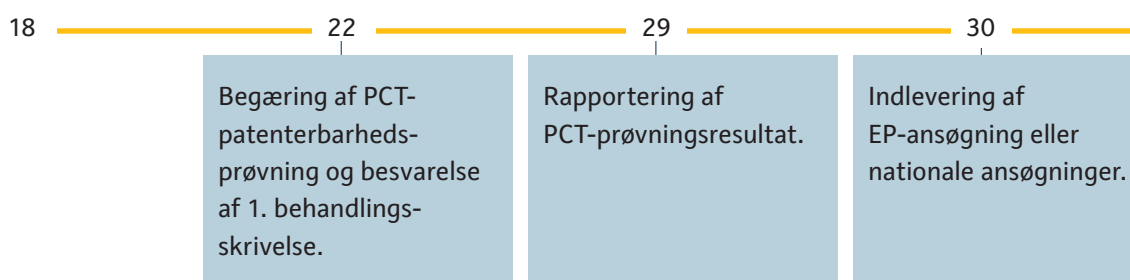 18 22 29 30
Begæring af PCT-
patenterbarheds-
prøvning og besvarelse
af 1. behandlings-
skrivelse.
Rapportering af
PCT-prøvningsresultat.
Indlevering af
EP-ansøgning eller
nationale ansøgninger.